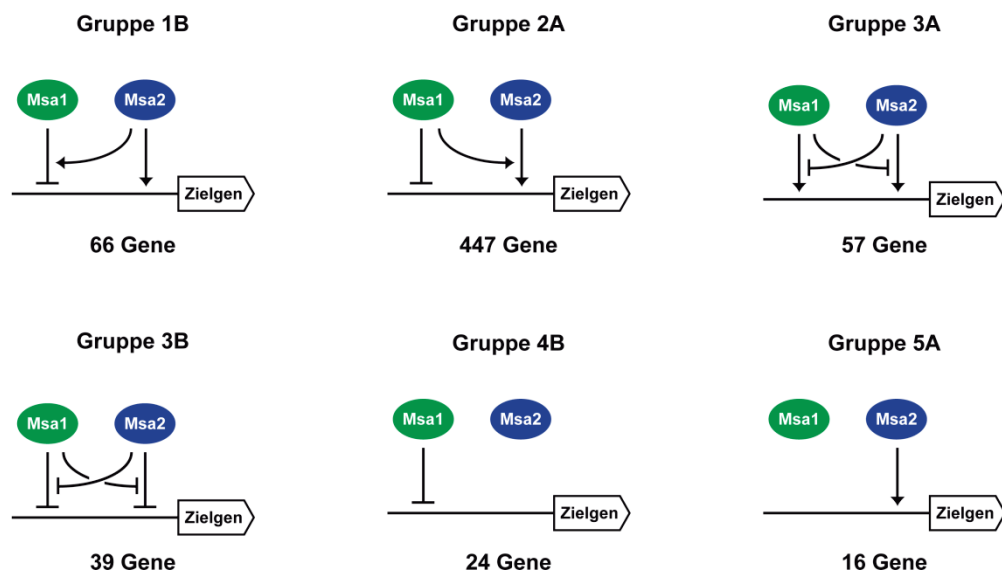 Gruppe 1B
Msa1 Msa2
Zielgen
66 Gene
Gruppe 2A
Msa1 Msa2
Zielgen
447 Gene
Gruppe 3A
Msa1 Msa2
Zielgen
57 Gene
Gruppe 3B
Msa1 Msa2
Zielgen
39 Gene
Gruppe 4B
Msa1 Msa2
Zielgen
24 Gene
Gruppe 5A
Msa1 Msa2
Zielgen
16 Gene